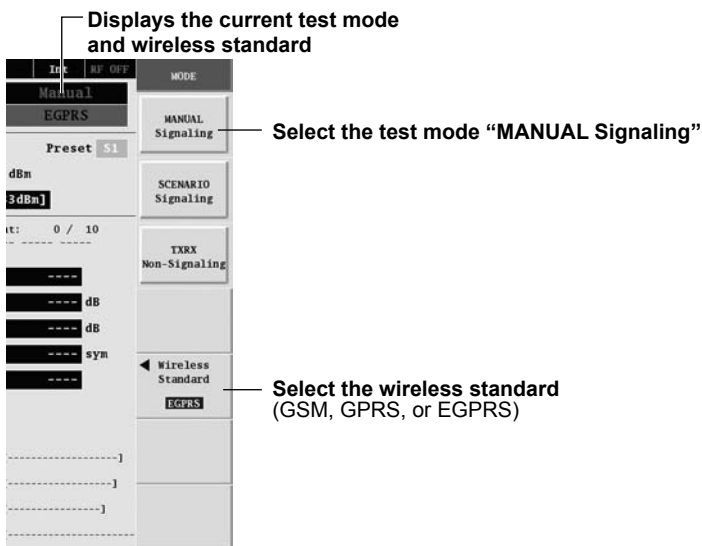 Displays the current test mode
and wireless standard
Int RF OFF
MODE
Manual
EGPRS
MANUAL
Signaling
Select the test mode “MANUAL Signaling”
Preset S1
dBm
3dBm]
SCENARIO
Signaling
nt: 0 / 10
---- ----- -----
TXRX
Non-Signaling
----
---- dB
---- dB
---- sym
----
Wireless
Standard
EGPRS
Select the wireless standard
(GSM, GPRS, or EGPRS)
-----------------]
----------------]
--------------]
-------------------